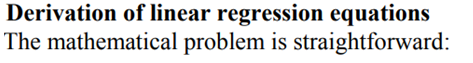 Derivation of linear regression equations
The mathematical problem is straightforward: